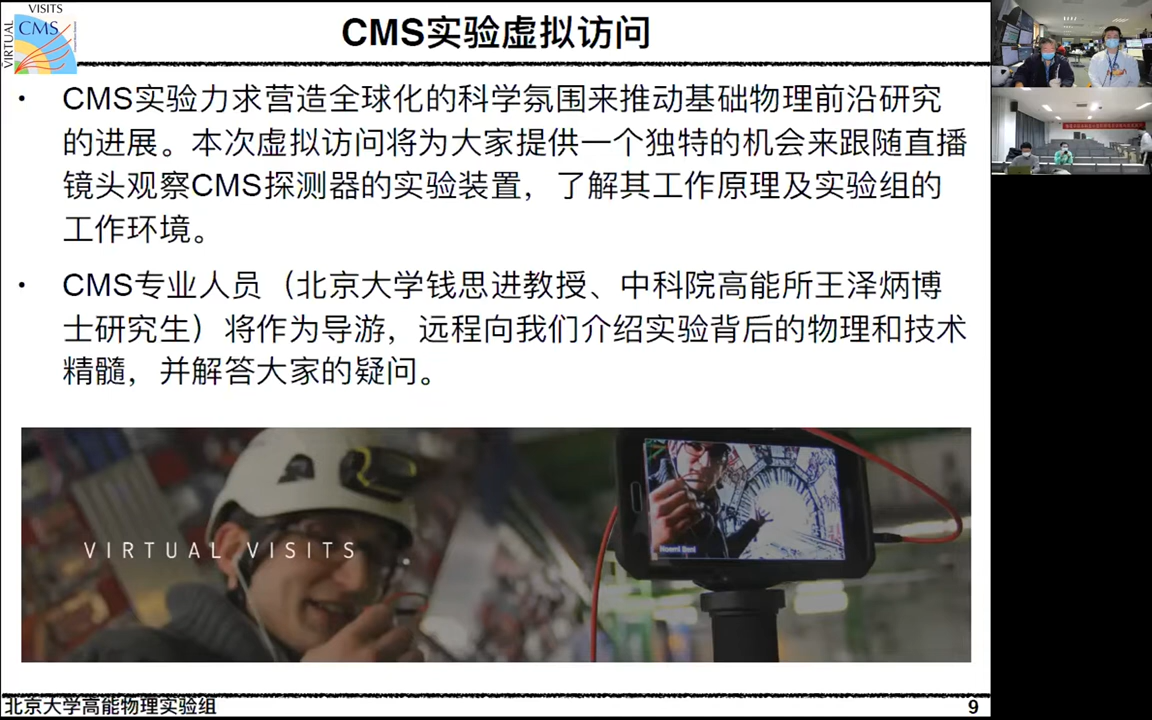 VISITS
VIRTUAL
CMS
CMS实验虚拟访问
• CMS实验力求营造全球化的科学氛围来推动基础物理前沿研究
的进展。本次虚拟访问将为大家提供一个独特的机会来跟随直播
镜头观察CMS探测器的实验装置，了解其工作原理及实验组的
工作环境。
• CMS专业人员（北京大学钱思进教授、中科院高能所王泽炳博
士研究生）将作为导游，远程向我们介绍实验背后的物理和技术
精髓，并解答大家的疑问。
VIRTUAL VISITS
Noemi Beni
北京大学高能物理实验组
9